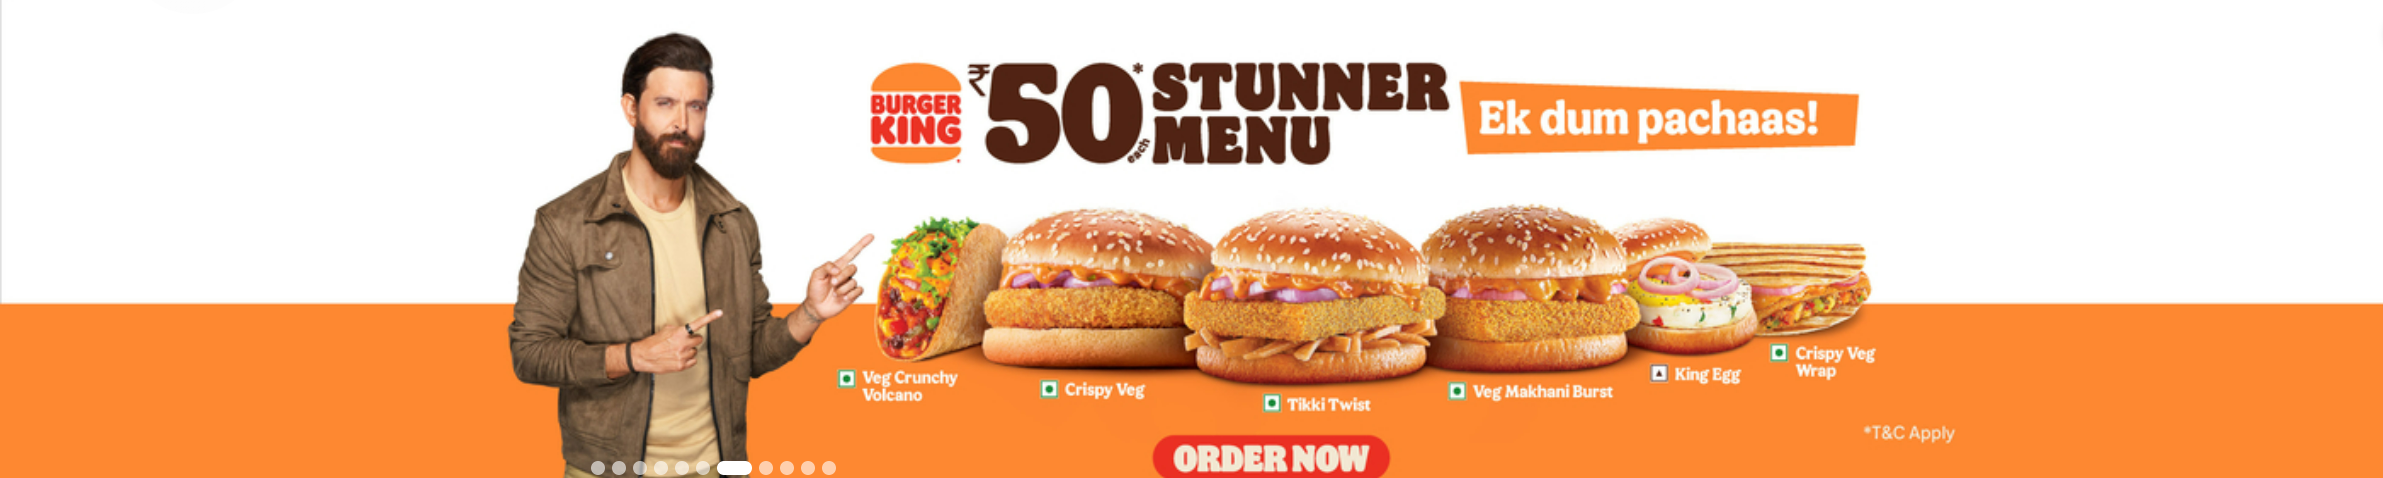 BURGER
KING
₹50* each
STUNNER
MENU
Ek dum pachaas!
Veg Crunchy
Volcano
Crispy Veg
Tikki Twist
Veg Makhani Burst
King Egg
Crispy Veg
Wrap
*T&C Apply
ORDER NOW